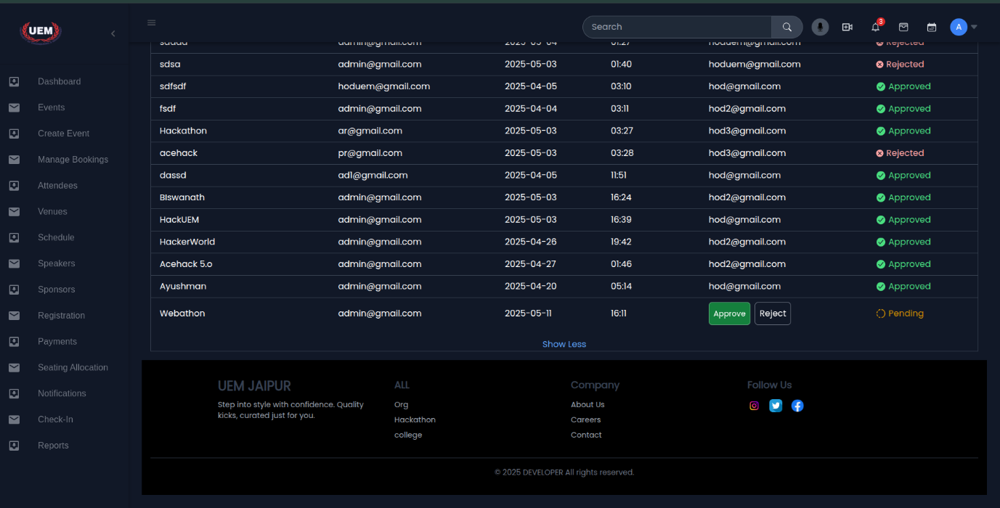 UEM
Search
3
A
Dashboard
Events
Create Event
Manage Bookings
Attendees
Venues
Schedule
Speakers
Sponsors
Registration
Payments
Seating Allocation
Notifications
Check-In
Reports
admin@gmail.com 2025-05-04 01:27 hoduem@gmail.com Rejected
sdsa admin@gmail.com 2025-05-03 01:40 hoduem@gmail.com Rejected
sdfsdf hoduem@gmail.com 2025-04-05 03:10 hod@gmail.com Approved
fsdf admin@gmail.com 2025-04-04 03:11 hod2@gmail.com Approved
Hackathon ar@gmail.com 2025-05-03 03:27 hod3@gmail.com Approved
acehack pr@gmail.com 2025-05-03 03:28 hod3@gmail.com Rejected
dassd ad1@gmail.com 2025-04-05 11:51 hod@gmail.com Approved
BIswanath admin@gmail.com 2025-05-03 16:24 hod2@gmail.com Approved
HackUEM admin@gmail.com 2025-05-03 16:39 hod@gmail.com Approved
HackerWorld admin@gmail.com 2025-04-26 19:42 hod2@gmail.com Approved
Acehack 5.o admin@gmail.com 2025-04-27 01:46 hod2@gmail.com Approved
Ayushman admin@gmail.com 2025-04-20 05:14 hod@gmail.com Approved
Webathon admin@gmail.com 2025-05-11 16:11 Approve Reject Pending
Show Less
UEM JAIPUR
Step into style with confidence. Quality
kicks, curated just for you.
ALL
Org
Hackathon
college
Company
About Us
Careers
Contact
Follow Us
© 2025 DEVELOPER All rights reserved.